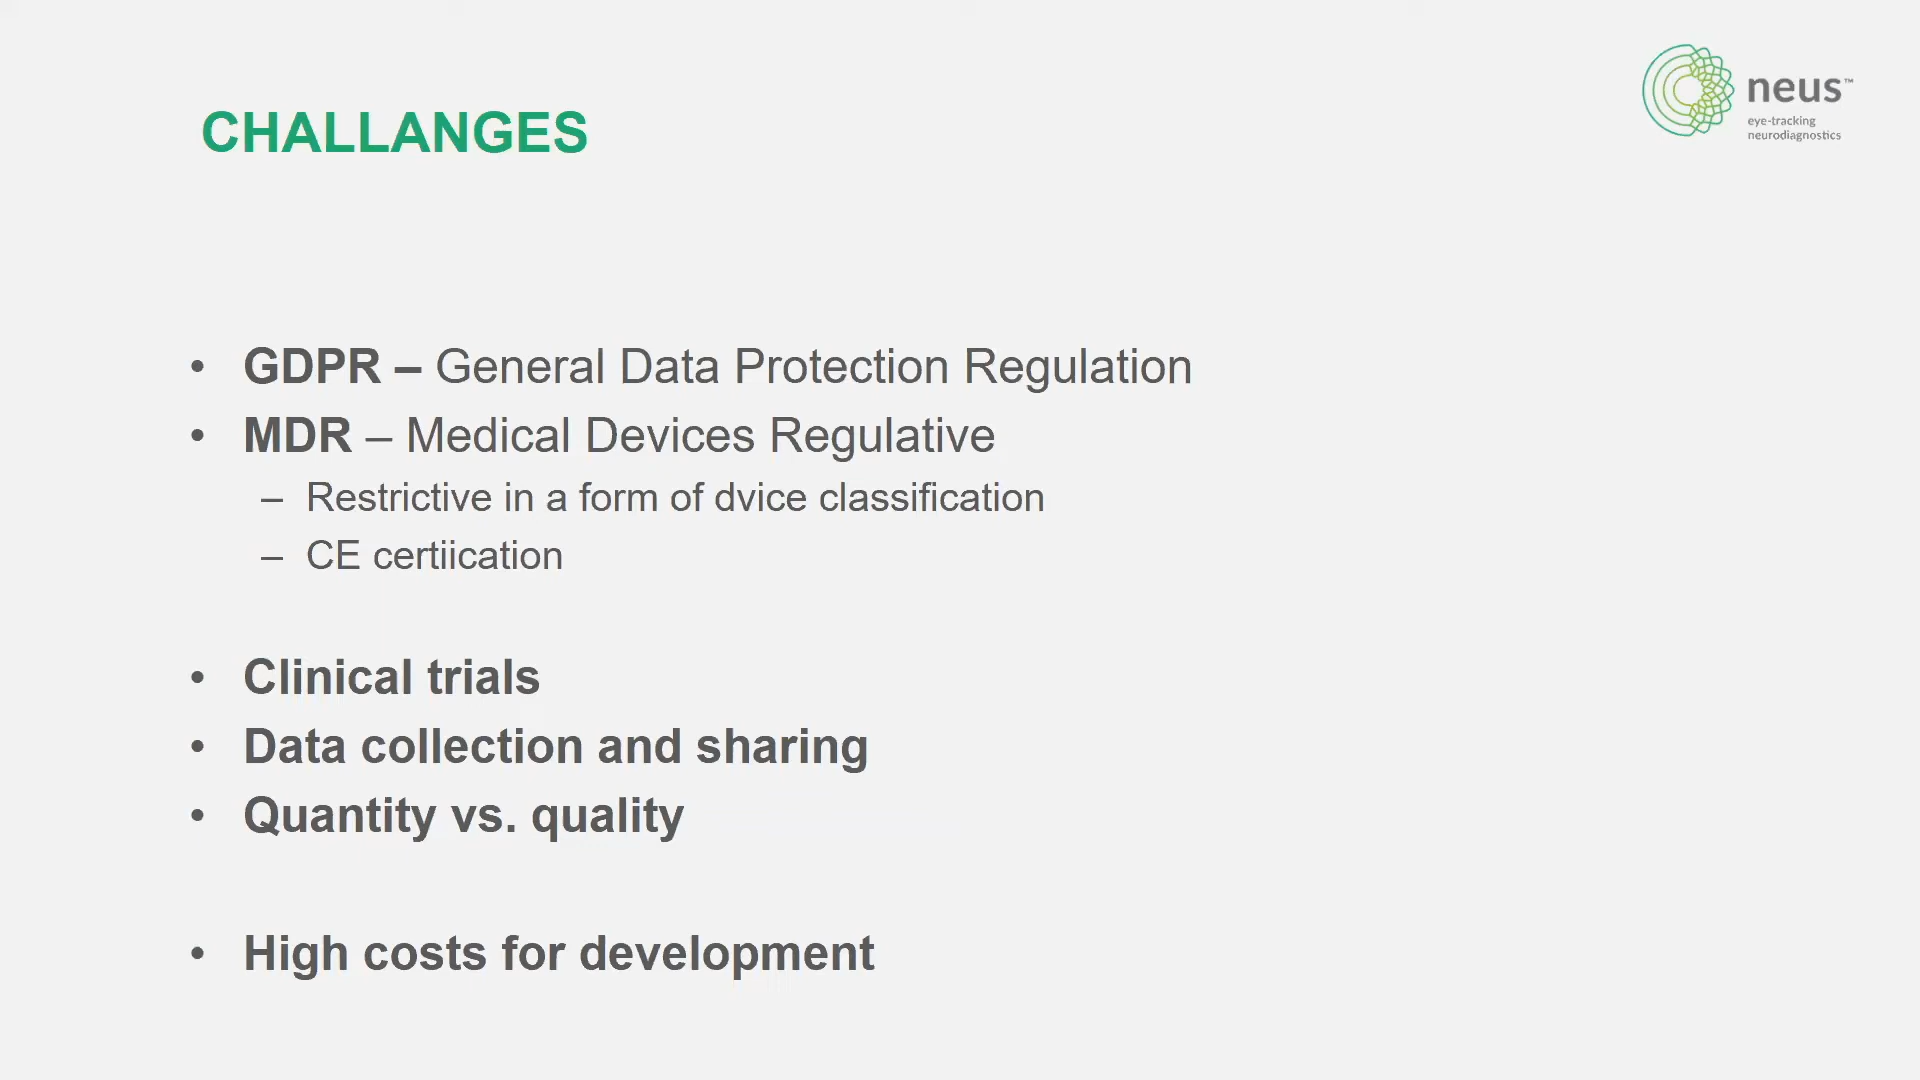 CHALLANGES
neus™
eye-tracking
neurodiagnostics
• GDPR – General Data Protection Regulation
• MDR – Medical Devices Regulative
– Restrictive in a form of dvice classification
– CE certiication
• Clinical trials
• Data collection and sharing
• Quantity vs. quality
• High costs for development